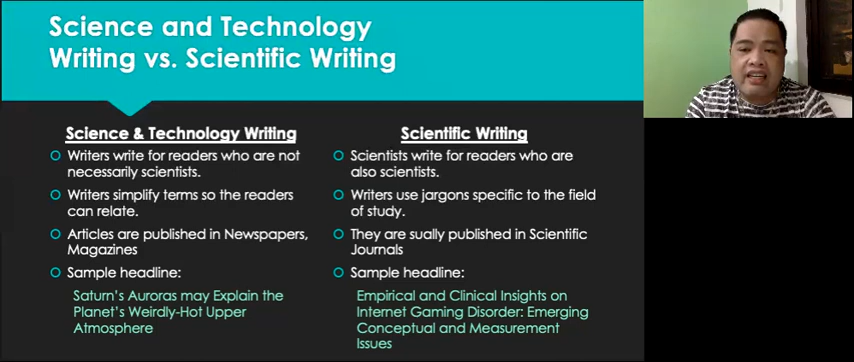 Science and Technology
Writing vs. Scientific Writing
Science & Technology Writing
Writers write for readers who are not
necessarily scientists.
Writers simplify terms so the readers
can relate.
Articles are published in Newspapers,
Magazines
Sample headline:
Saturn's Auroras may Explain the
Planet's Weirdly-Hot Upper
Atmosphere
Scientific Writing
Scientists write for readers who are
also scientists.
Writers use jargons specific to the field
of study.
They are sually published in Scientific
Journals
Sample headline:
Empirical and Clinical Insights on
Internet Gaming Disorder: Emerging
Conceptual and Measurement
Issues